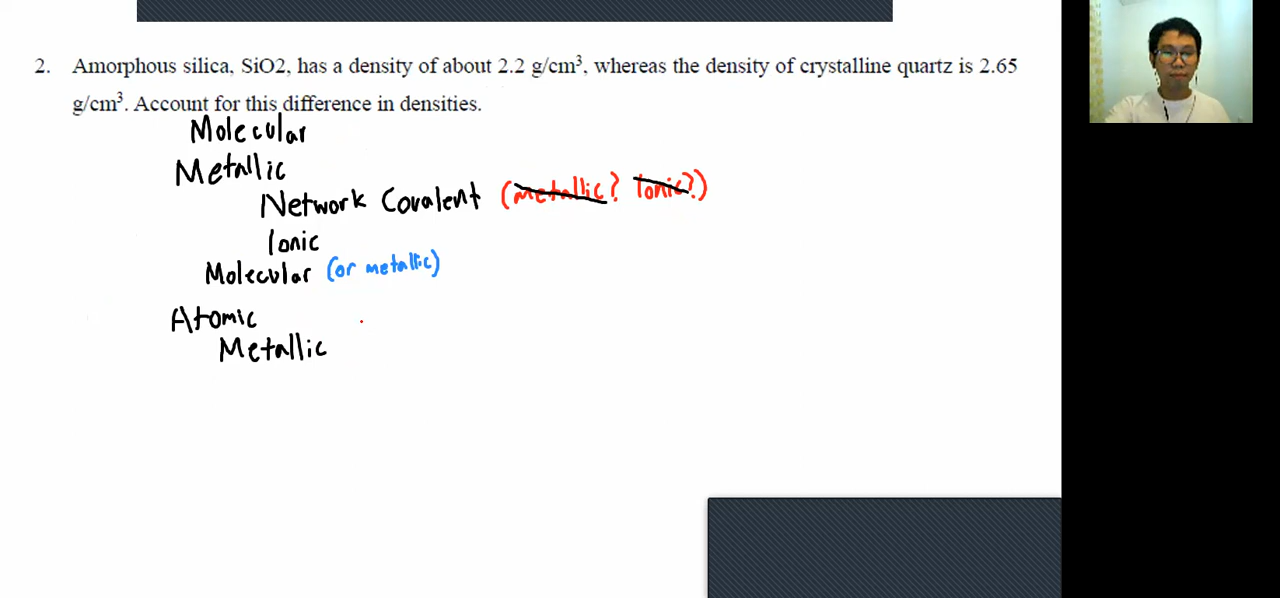 2. Amorphous silica, SiO2, has a density of about 2.2 g/cm³, whereas the density of crystalline quartz is 2.65
g/cm³. Account for this difference in densities.
Molecular
Metallic
Network Covalent (metallic? Ionic?)
Ionic
Molecular (or metallic)
Atomic
Metallic